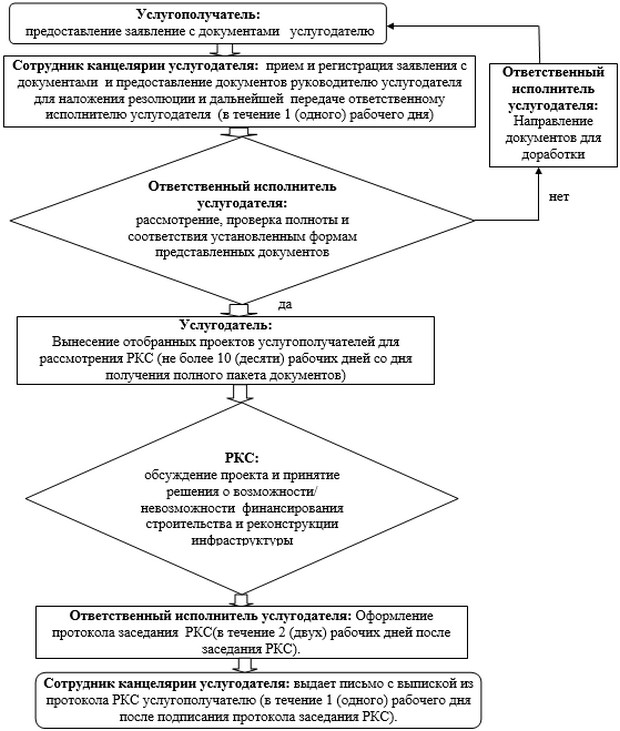 Услугополучатель:
предоставление заявление с документами услугодателю
Сотрудник канцелярии услугодателя: прием и регистрация заявления с
документами и предоставление документов руководителю услугодателя
для наложения резолюции и дальнейшей передаче ответственному
исполнителю услугодателя (в течение 1 (одного) рабочего дня)
Ответственный
исполнитель
услугодателя:
Направление
документов для
доработки
нет
Ответственный исполнитель
услугодателя:
рассмотрение, проверка полноты и
соответствия установленным формам
представленных документов
да
Услугодатель:
Вынесение отобранных проектов услугополучателей для
рассмотрения РКС (не более 10 (десяти) рабочих дней со дня
получения полного пакета документов)
РКС:
обсуждение проекта и принятие
решения о возможности/
невозможности финансирования
строительства и реконструкции
инфраструктуры
Ответственный исполнитель услугодателя: Оформление
протокола заседания РКС(в течение 2 (двух) рабочих дней после
заседания РКС).
Сотрудник канцелярии услугодателя: выдает письмо с выпиской из
протокола РКС услугополучателю (в течение 1 (одного) рабочего дня
после подписания протокола заседания РКС).